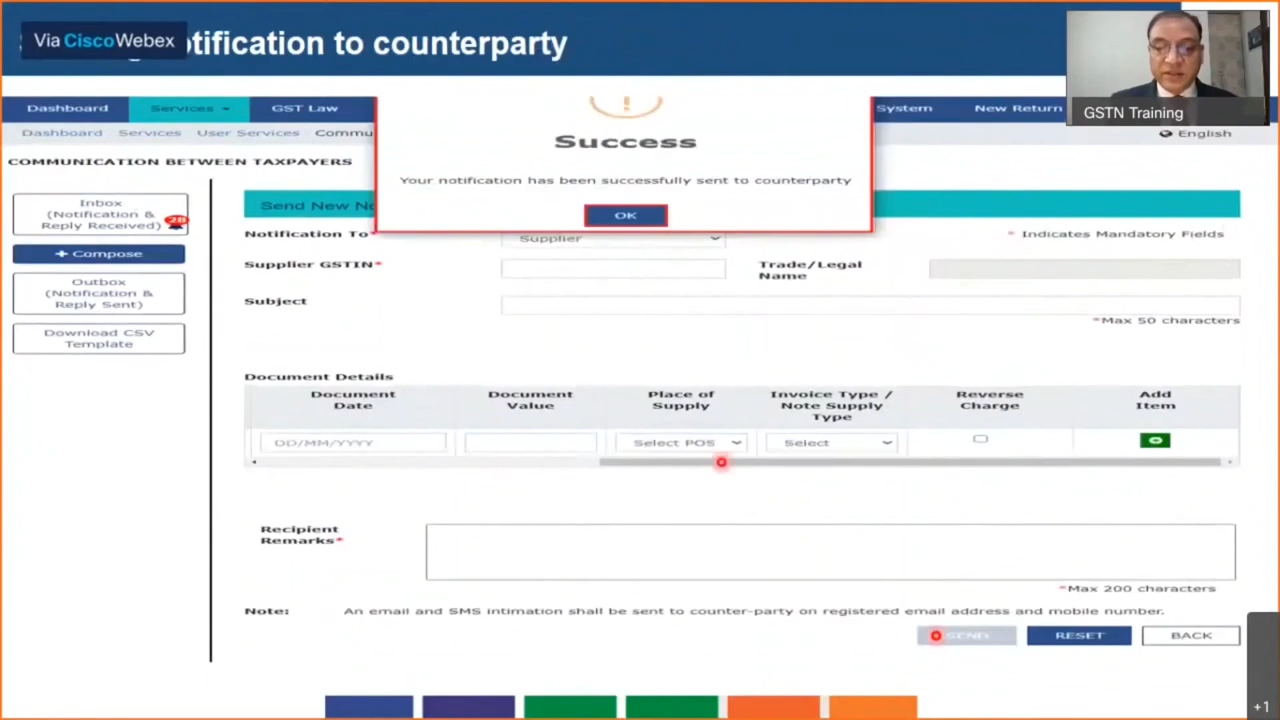 Via CiscoWebex
tification to counterparty
GSTN Training
Dashboard Services GST Law System New Return
Dashboard Services User Services Commu English
COMMUNICATION BETWEEN TAXPAYERS
Success
Your notification has been successfully sent to counterparty
OK
Inbox
(Notification &
Reply Received)
28
+ Compose
Outbox
(Notification &
Reply Sent)
Download CSV
Template
Send New No
Notification To* Supplier * Indicates Mandatory Fields
Supplier GSTIN* Trade/Legal
Name
Subject
*Max 50 characters
Document Details
Document
Date
Document
Value
Place of
Supply
Invoice Type /
Note Supply
Type
Reverse
Charge
Add
Item
DD/MM/YYYY Select POS Select
Recipient
Remarks*
*Max 200 characters
Note: An email and SMS intimation shall be sent to counter-party on registered email address and mobile number.
SEND RESET BACK
+1